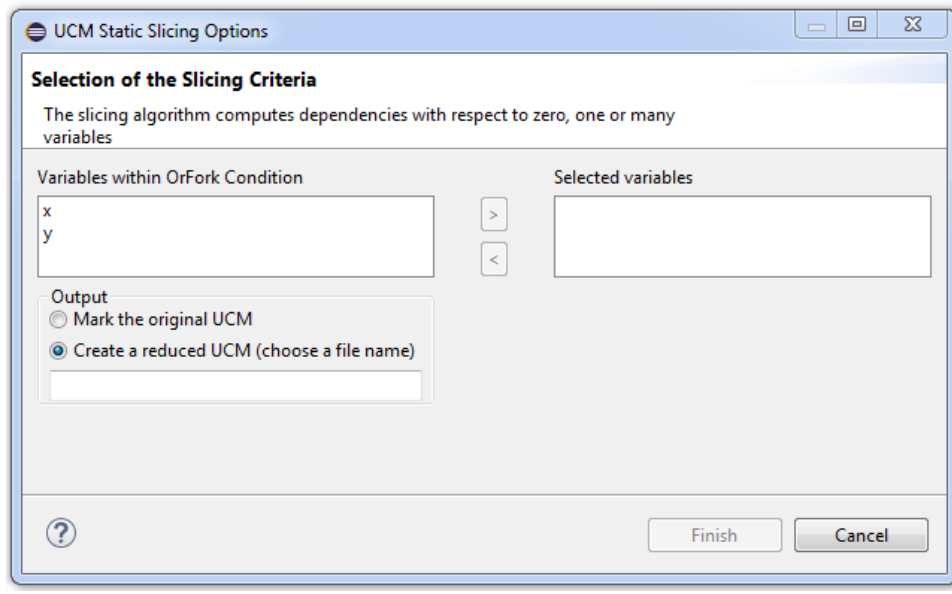 UCM Static Slicing Options
Selection of the Slicing Criteria
The slicing algorithm computes dependencies with respect to zero, one or many
variables
Variables within OrFork Condition
Selected variables
x
y
>
<
Output
Mark the original UCM
Create a reduced UCM (choose a file name)
?
Finish
Cancel